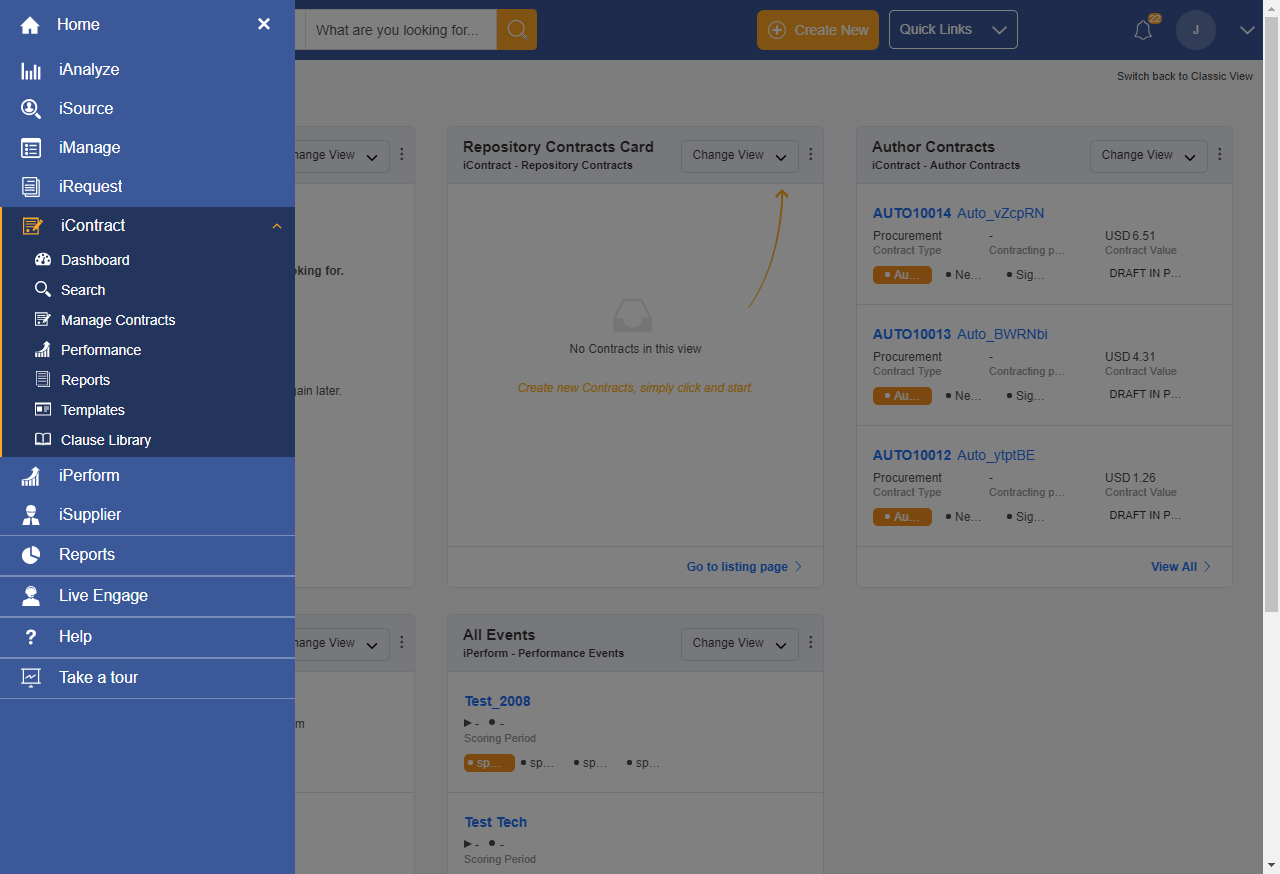 Home
iAnalyze
iSource
iManage
iRequest
iContract
Dashboard
Search
Manage Contracts
Performance
Reports
Templates
Clause Library
iPerform
iSupplier
Reports
Live Engage
Help
Take a tour
What are you looking for...
Create New
Quick Links
22
J
Switch back to Classic View
hange View
oking for.
gain later.
Repository Contracts Card
iContract - Repository Contracts
Change View
No Contracts in this view
Create new Contracts, simply click and start.
Go to listing page
Author Contracts
iContract - Author Contracts
Change View
AUTO10014 Auto_vZcpRN
Procurement - USD 6.51
Contract Type Contracting p... Contract Value
Au... Ne... Sig... DRAFT IN P...
AUTO10013 Auto_BWRNbi
Procurement - USD 4.31
Contract Type Contracting p... Contract Value
Au... Ne... Sig... DRAFT IN P...
AUTO10012 Auto_ytptBE
Procurement - USD 1.26
Contract Type Contracting p... Contract Value
Au... Ne... Sig... DRAFT IN P...
View All
hange View
m
All Events
iPerform - Performance Events
Change View
Test_2008
- -
Scoring Period
sp... sp... sp... sp...
Test Tech
- -
Scoring Period